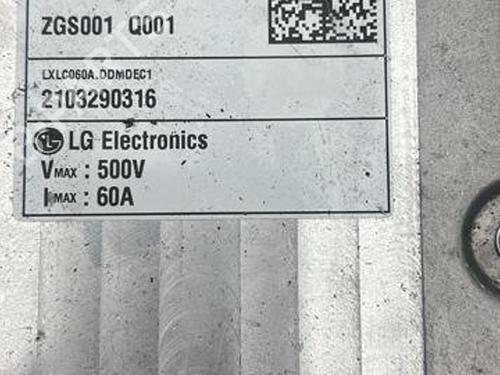 ZGS001 Q001
LXLC060A.DDMDEC1
2103290316
LG Electronics
VMAX : 500V
IMAX : 60A